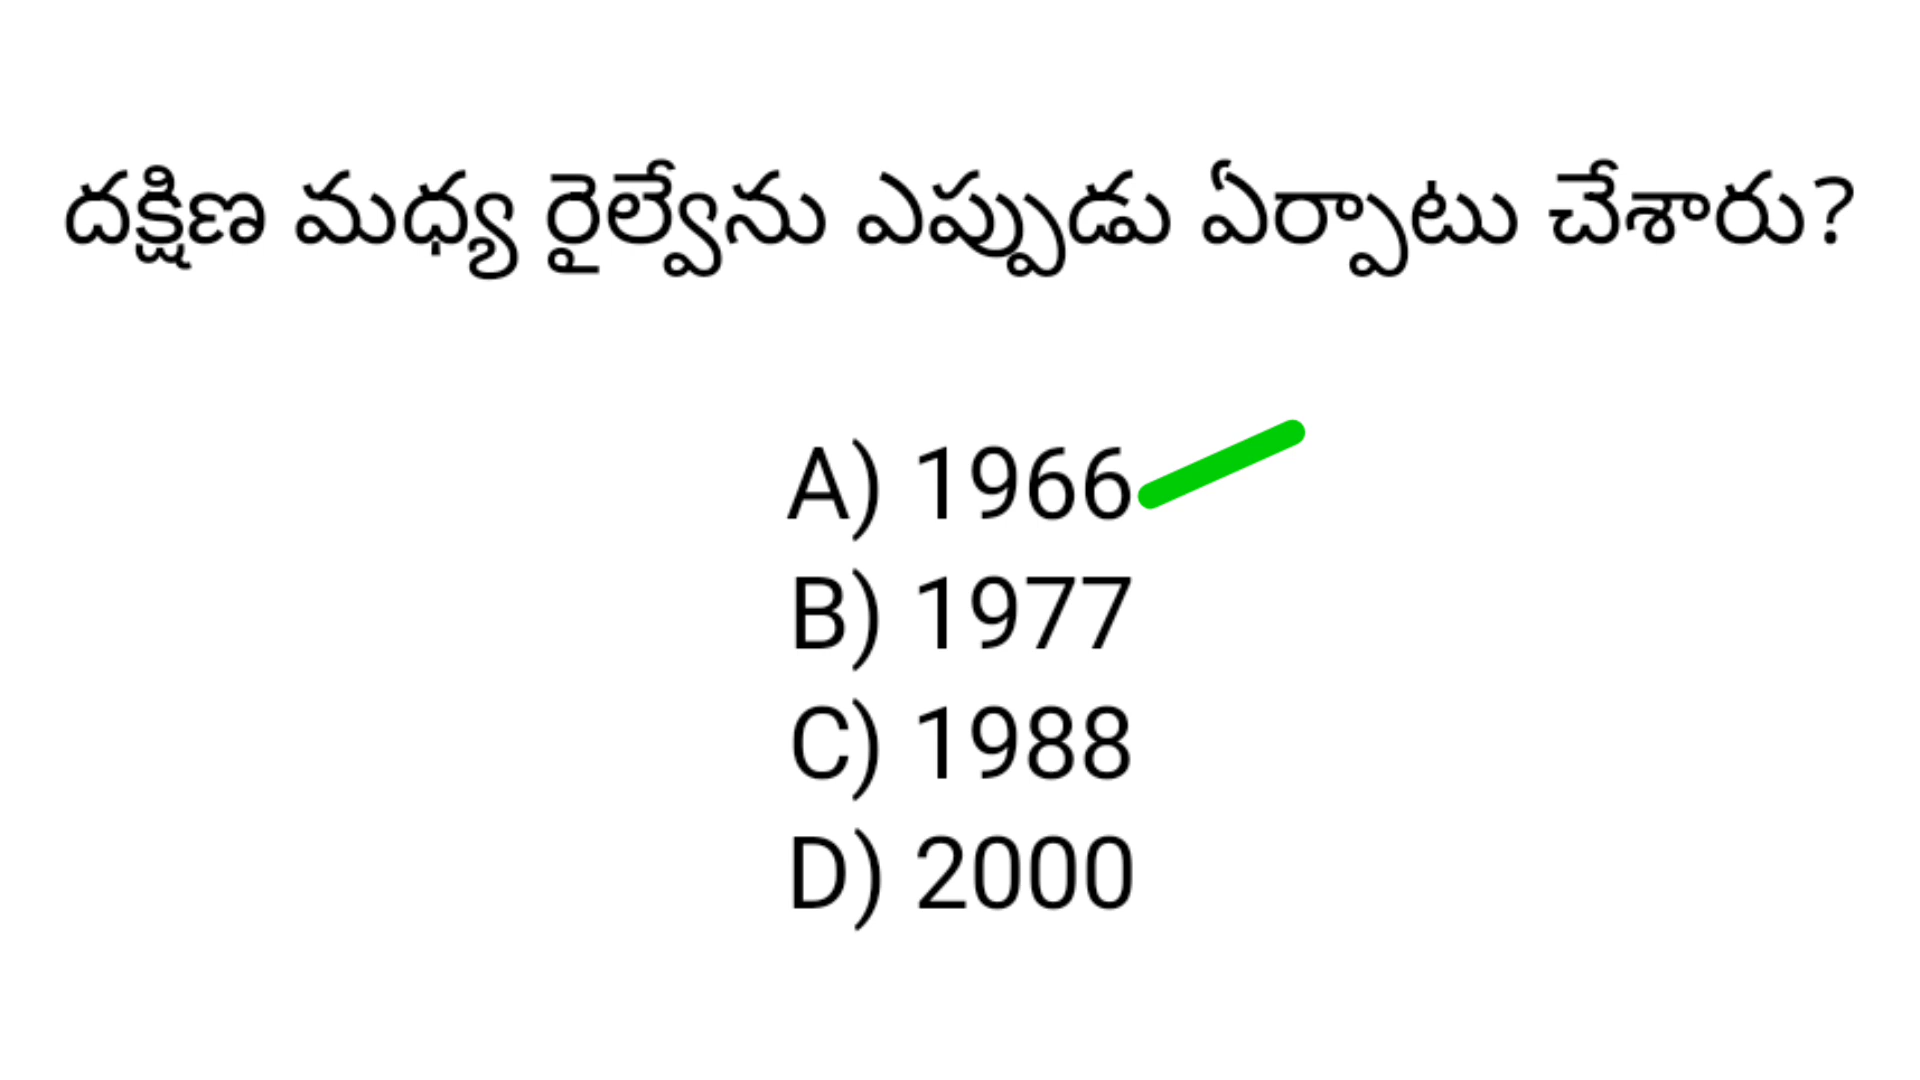 దక్షిణ మధ్య రైల్వేను ఎప్పుడు ఏర్పాటు చేశారు?
A) 1966
B) 1977
C) 1988
D) 2000